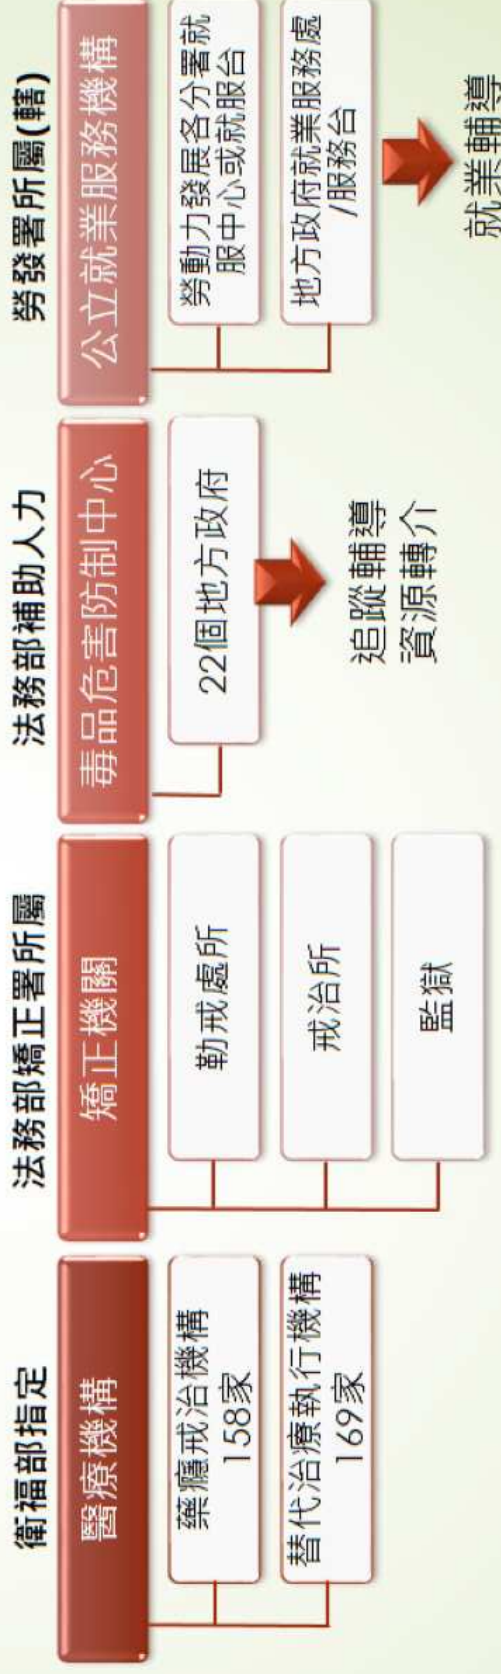 衛福部指定
醫療機構
藥癮戒治機構
158家
替代治療執行機構
169家
法務部矯正署所屬
矯正機關
勒戒處所
戒治所
監獄
法務部補助人力
毒品危害防制中心
22個地方政府
追蹤輔導
資源轉介
勞發署所屬(轄)
公立就業服務機構
勞動力發展各分署就
服中心或就服台
地方政府就業服務處
/服務台
就業輔導